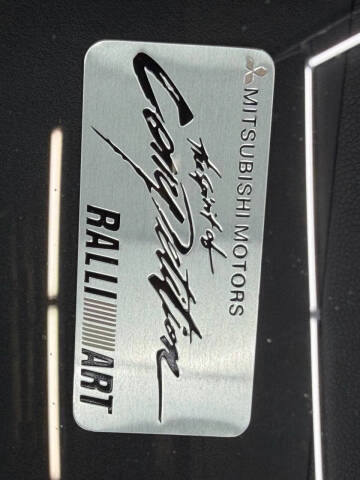 MITSUBISHI MOTORS
The Spirit of
Competition
RALLI ART